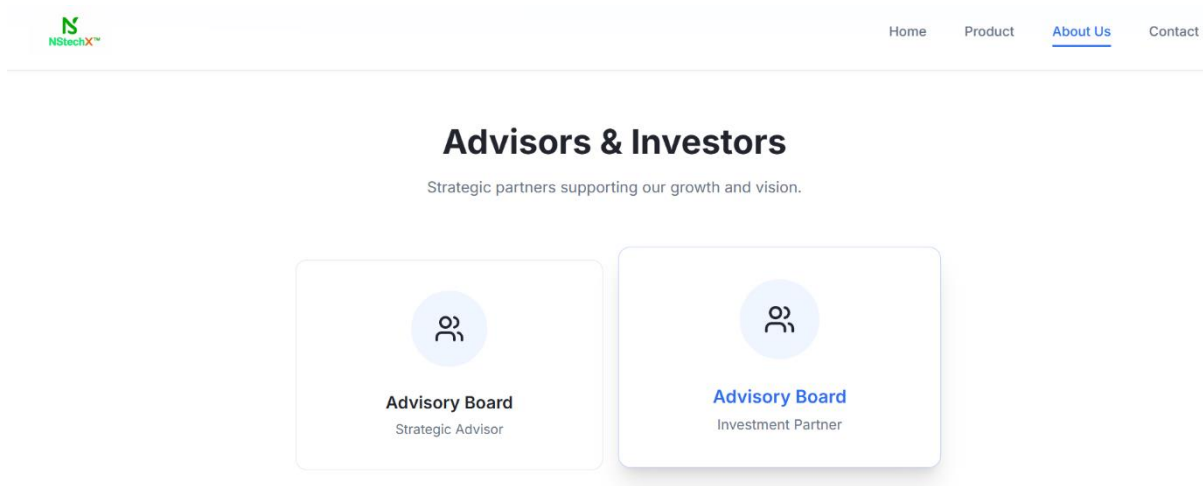 NS
NStechX™
Home Product About Us Contact
Advisors & Investors
Strategic partners supporting our growth and vision.
Advisory Board
Strategic Advisor
Advisory Board
Investment Partner